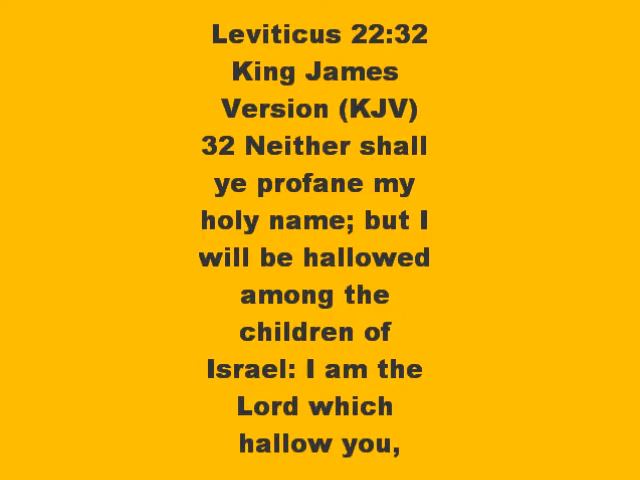 Leviticus 22:32
King James
Version (KJV)
32 Neither shall
ye profane my
holy name; but I
will be hallowed
among the
children of
Israel: I am the
Lord which
hallow you,